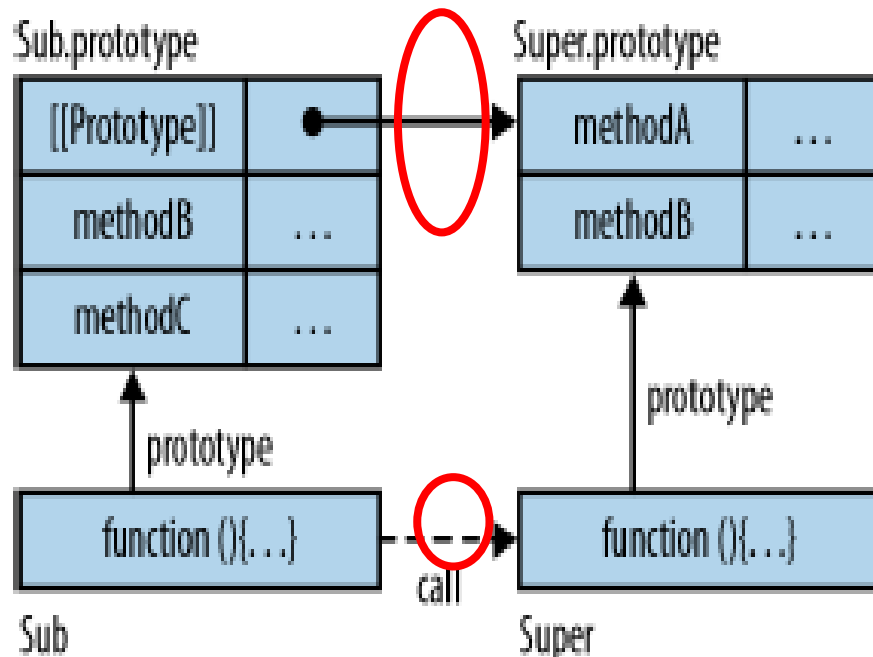 Sub.prototype
Super.prototype
[[Prototype]]
methodA ...
methodB ...
methodB ...
methodC ...
prototype
prototype
function (){...}
call
function (){...}
Sub
Super